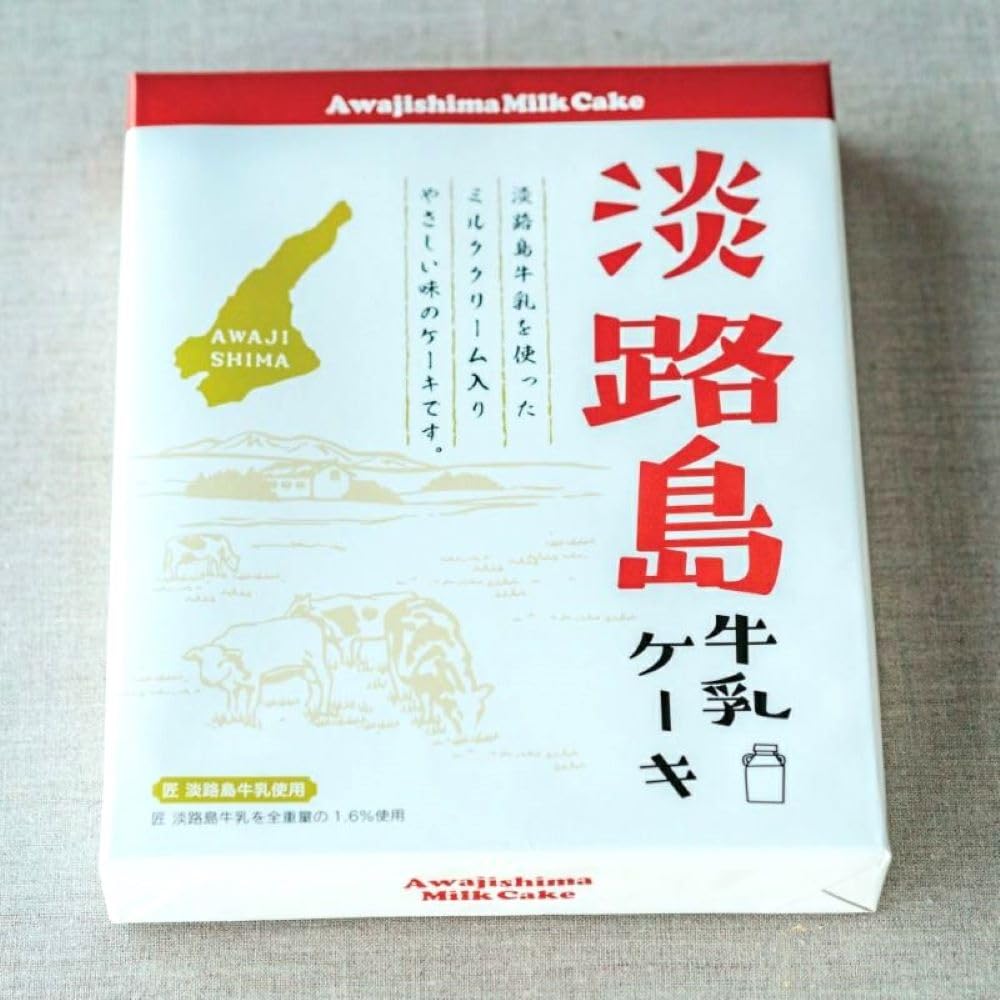 Awajishima Milk Cake
淡路島
牛乳
ケーキ
淡路島牛乳を使った
ミルククリーム入り
やさしい味のケーキです。
AWAJI
SHIMA
匠 淡路島牛乳使用
匠 淡路島牛乳を全重量の1.6%使用
Awajishima
Milk Cake